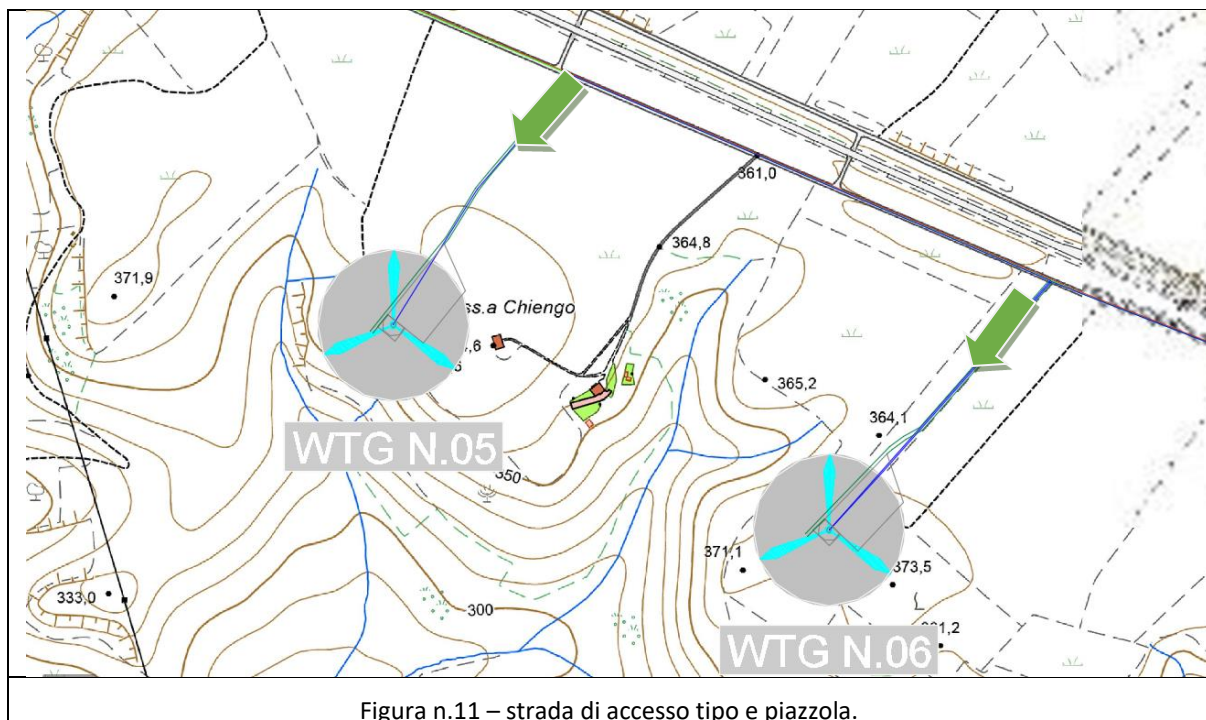 361,0
364,8
371,9
ss.a Chiengo
365,2
364,1
WTG N.05
350
371,1
373,5
333,0
300
WTG N.06
Figura n.11 – strada di accesso tipo e piazzola.